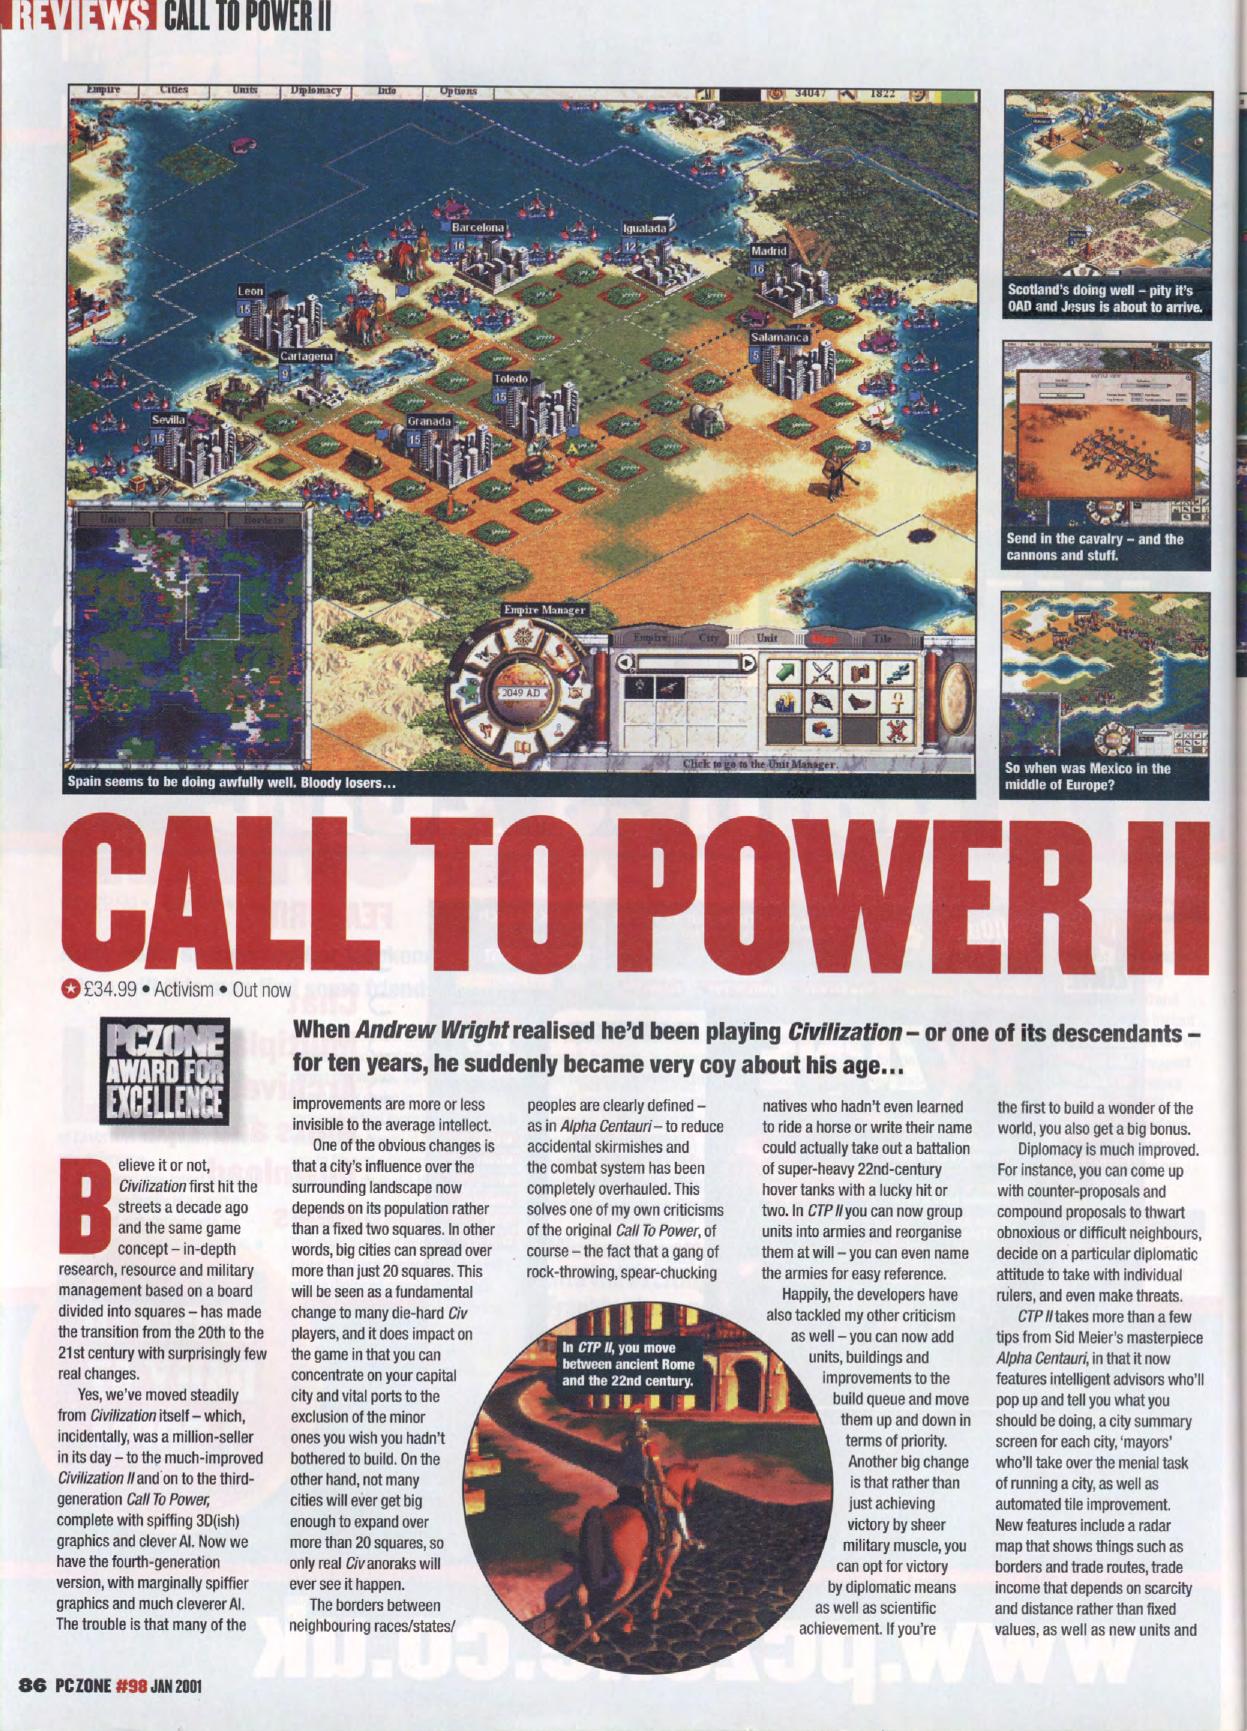 REVIEWS CALL TO POWER II
Empire Cities Units Diplomacy Info Options 34047 1822
Barcelona
16
Igualada
12
Madrid
16
Leon
15
Cartagena
9
Salamanca
5
Toledo
15
Granada
15
Sevilla
15
2
Units Cities Borders
Empire Manager
2049 AD
Empire City Unit Tile
Click to go to the Unit Manager.
Spain seems to be doing awfully well. Bloody losers...
Scotland's doing well – pity it's
0AD and Jesus is about to arrive.
Send in the cavalry – and the
cannons and stuff.
So when was Mexico in the
middle of Europe?
CALL TO POWER II
£34.99 • Activism • Out now
PCZONE
AWARD FOR
EXCELLENCE
When Andrew Wright realised he'd been playing Civilization – or one of its descendants –
for ten years, he suddenly became very coy about his age...
Believe it or not,
Civilization first hit the
streets a decade ago
and the same game
concept – in-depth
research, resource and military
management based on a board
divided into squares – has made
the transition from the 20th to the
21st century with surprisingly few
real changes.
Yes, we've moved steadily
from Civilization itself – which,
incidentally, was a million-seller
in its day – to the much-improved
Civilization II and on to the third-
generation Call To Power,
complete with spiffing 3D(ish)
graphics and clever AI. Now we
have the fourth-generation
version, with marginally spiffier
graphics and much cleverer AI.
The trouble is that many of the
improvements are more or less
invisible to the average intellect.
One of the obvious changes is
that a city's influence over the
surrounding landscape now
depends on its population rather
than a fixed two squares. In other
words, big cities can spread over
more than just 20 squares. This
will be seen as a fundamental
change to many die-hard Civ
players, and it does impact on
the game in that you can
concentrate on your capital
city and vital ports to the
exclusion of the minor
ones you wish you hadn't
bothered to build. On the
other hand, not many
cities will ever get big
enough to expand over
more than 20 squares, so
only real Civ anoraks will
ever see it happen.
The borders between
neighbouring races/states/
peoples are clearly defined –
as in Alpha Centauri – to reduce
accidental skirmishes and
the combat system has been
completely overhauled. This
solves one of my own criticisms
of the original Call To Power, of
course – the fact that a gang of
rock-throwing, spear-chucking
In CTP II, you move
between ancient Rome
and the 22nd century.
natives who hadn't even learned
to ride a horse or write their name
could actually take out a battalion
of super-heavy 22nd-century
hover tanks with a lucky hit or
two. In CTP II you can now group
units into armies and reorganise
them at will – you can even name
the armies for easy reference.
Happily, the developers have
also tackled my other criticism
as well – you can now add
units, buildings and
improvements to the
build queue and move
them up and down in
terms of priority.
Another big change
is that rather than
just achieving
victory by sheer
military muscle, you
can opt for victory
by diplomatic means
as well as scientific
achievement. If you're
the first to build a wonder of the
world, you also get a big bonus.
Diplomacy is much improved.
For instance, you can come up
with counter-proposals and
compound proposals to thwart
obnoxious or difficult neighbours,
decide on a particular diplomatic
attitude to take with individual
rulers, and even make threats.
CTP II takes more than a few
tips from Sid Meier's masterpiece
Alpha Centauri, in that it now
features intelligent advisors who'll
pop up and tell you what you
should be doing, a city summary
screen for each city, 'mayors'
who'll take over the menial task
of running a city, as well as
automated tile improvement.
New features include a radar
map that shows things such as
borders and trade routes, trade
income that depends on scarcity
and distance rather than fixed
values, as well as new units and
86 PCZONE #98 JAN 2001